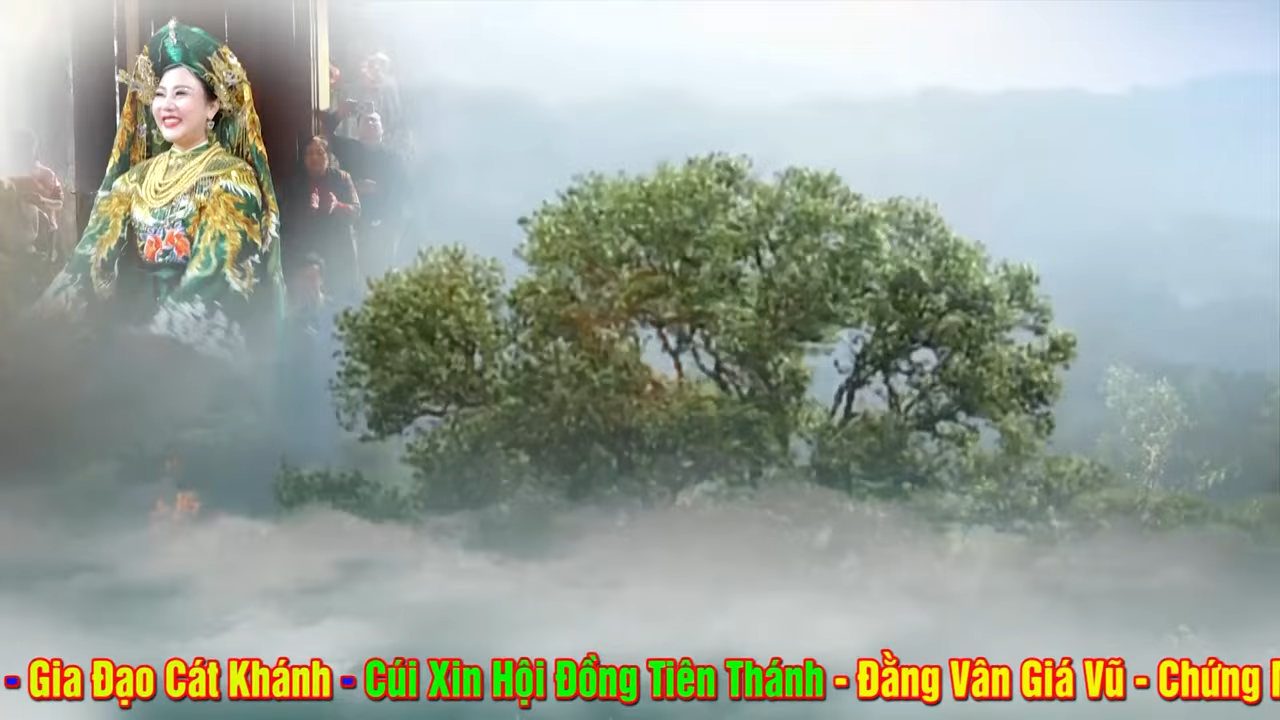 - Gia Đạo Cát Khánh - Cúi Xin Hội Đồng Tiên Thánh - Đằng Vân Giá Vũ - Chứng